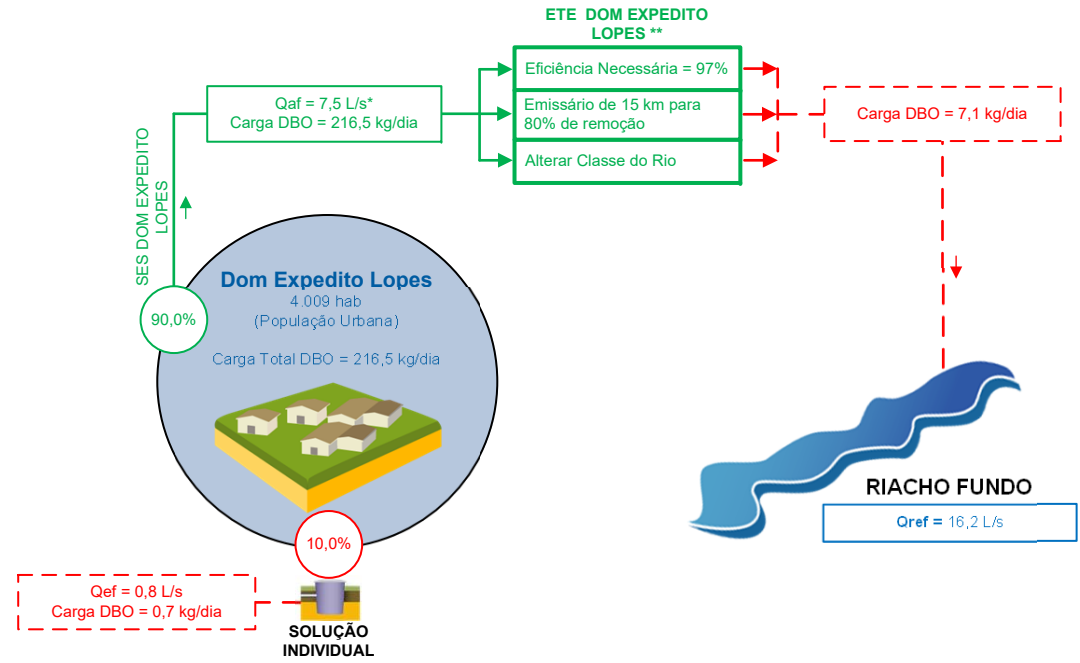 ETE DOM EXPEDITO
LOPES **
Eficiência Necessária = 97%
Emissário de 15 km para
80% de remoção
Alterar Classe do Rio
Qaf = 7,5 L/s*
Carga DBO = 216,5 kg/dia
Carga DBO = 7,1 kg/dia
SES DOM EXPEDITO
LOPES
90,0%
Dom Expedito Lopes
4.009 hab
(População Urbana)
Carga Total DBO = 216,5 kg/dia
RIACHO FUNDO
Qref = 16,2 L/s
10,0%
Qef = 0,8 L/s
Carga DBO = 0,7 kg/dia
SOLUÇÃO
INDIVIDUAL